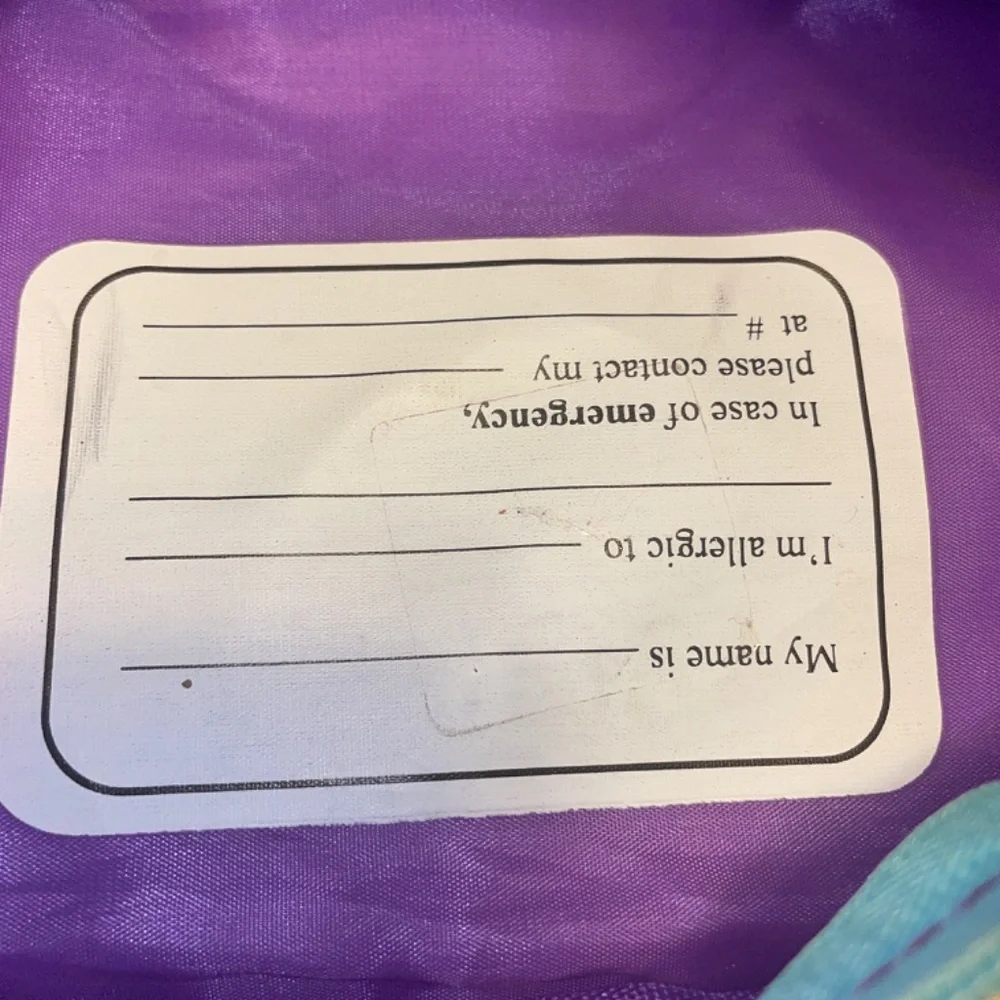 My name is
I'm allergic to
In case of emergency,
please contact my
at #